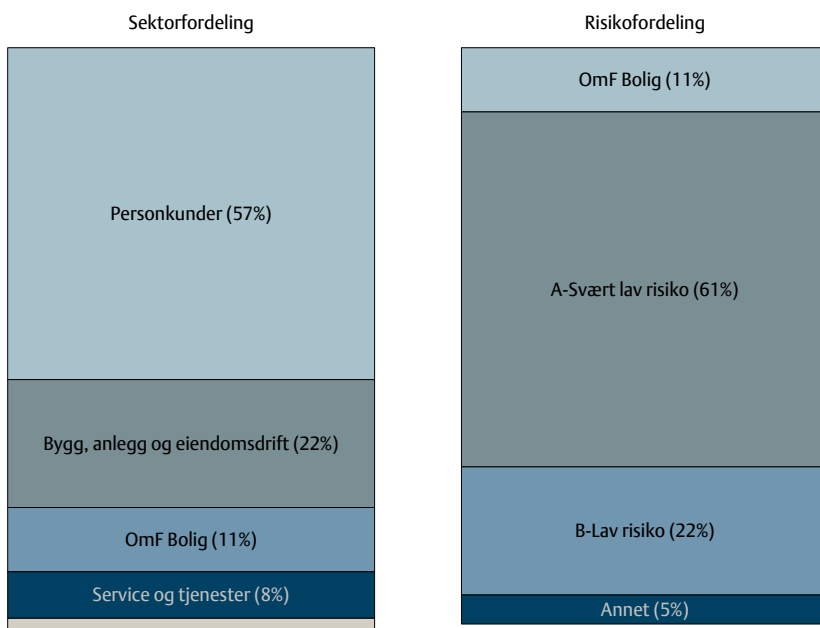 Sektorfordeling
Personkunder (57%)
Bygg, anlegg og eiendomsdrift (22%)
OmF Bolig (11%)
Service og tjenester (8%)
Risikofordeling
OmF Bolig (11%)
A-Svært lav risiko (61%)
B-Lav risiko (22%)
Annet (5%)